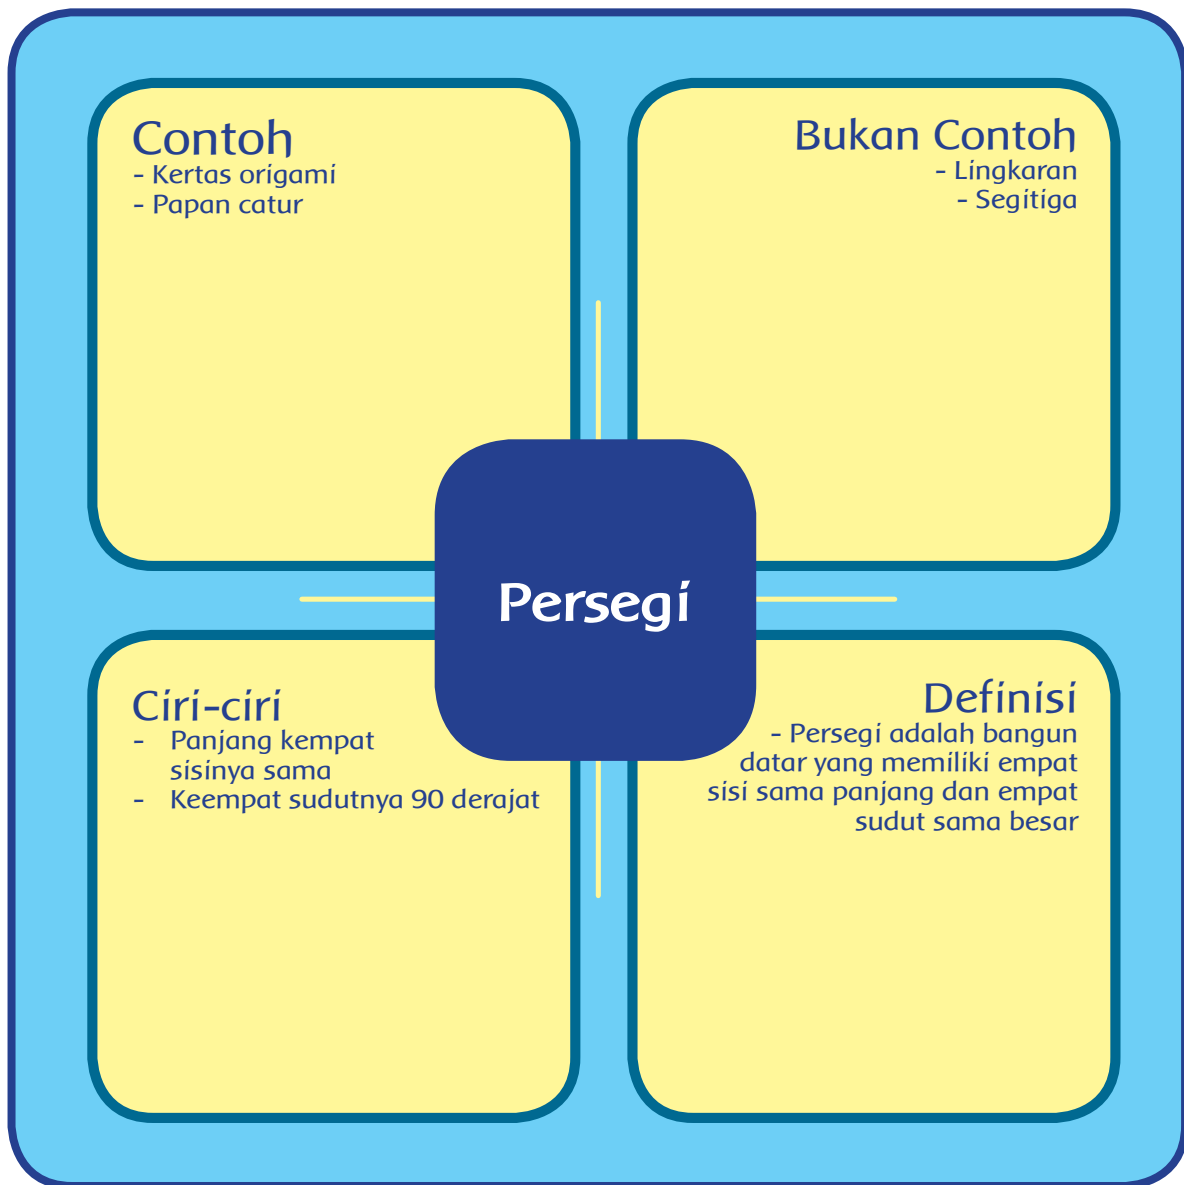 Contoh
- Kertas origami
- Papan catur
Bukan Contoh
- Lingkaran
- Segitiga
Persegi
Ciri-ciri
- Panjang kempat
sisinya sama
- Keempat sudutnya 90 derajat
Definisi
- Persegi adalah bangun
datar yang memiliki empat
sisi sama panjang dan empat
sudut sama besar